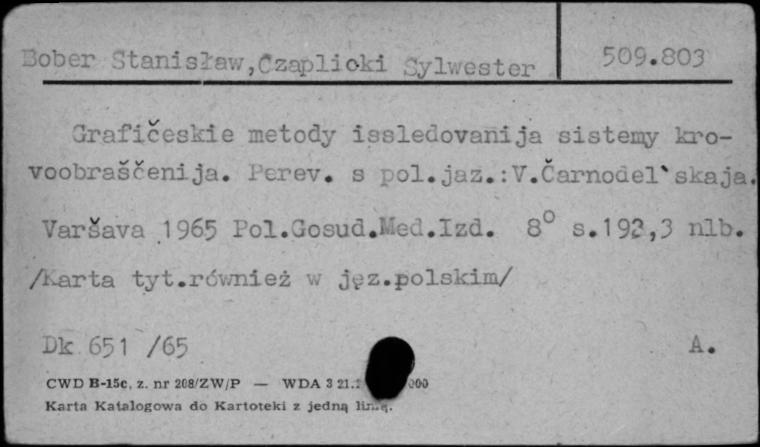 Bober Stanisław,Czaplicki Sylwester 509.803
Grafičeskie metody issledovanija sistemy kro-
voobraščenija. Perev. s pol.jaz.:V.Čarnodel`skaja.
Varšava 1965 Pol.Gosud.Med.Izd. 8° s.192,3 nlb.
/Karta tyt.również w jęz.polskim/
Dk 651 /65 A.
CWD B-15c, z. nr 208/ZW/P — WDA 3 21.
Karta Katalogowa do Kartoteki z jedną linią.